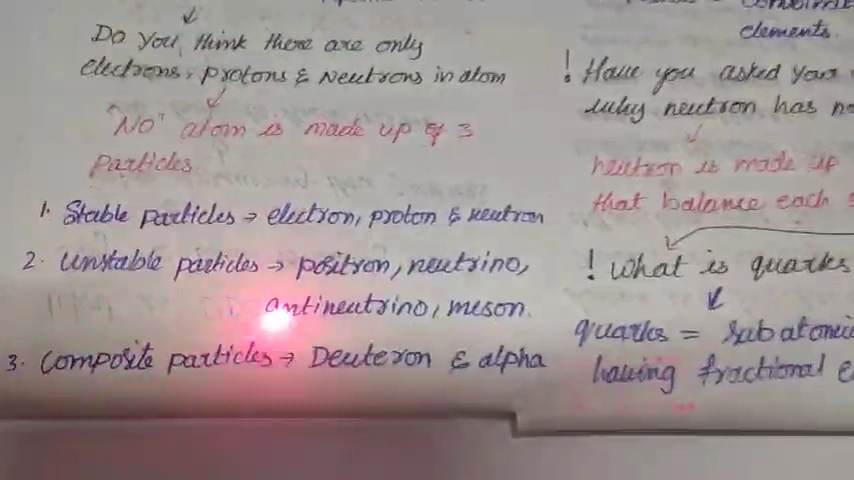 Do you think there are only
electrons, protons & Neutrons in atom
"No" atom is made up of 3
particles.
1. Stable particles → electron, proton & neutron
2. Unstable particles → positron, neutrino,
antineutrino, meson.
3. Composite particles → Deuteron & alpha
elements.
! Have you asked your
why neutron has no
neutron is made up
that balance each
! what is quarks
quarks = subatomic
having fractional